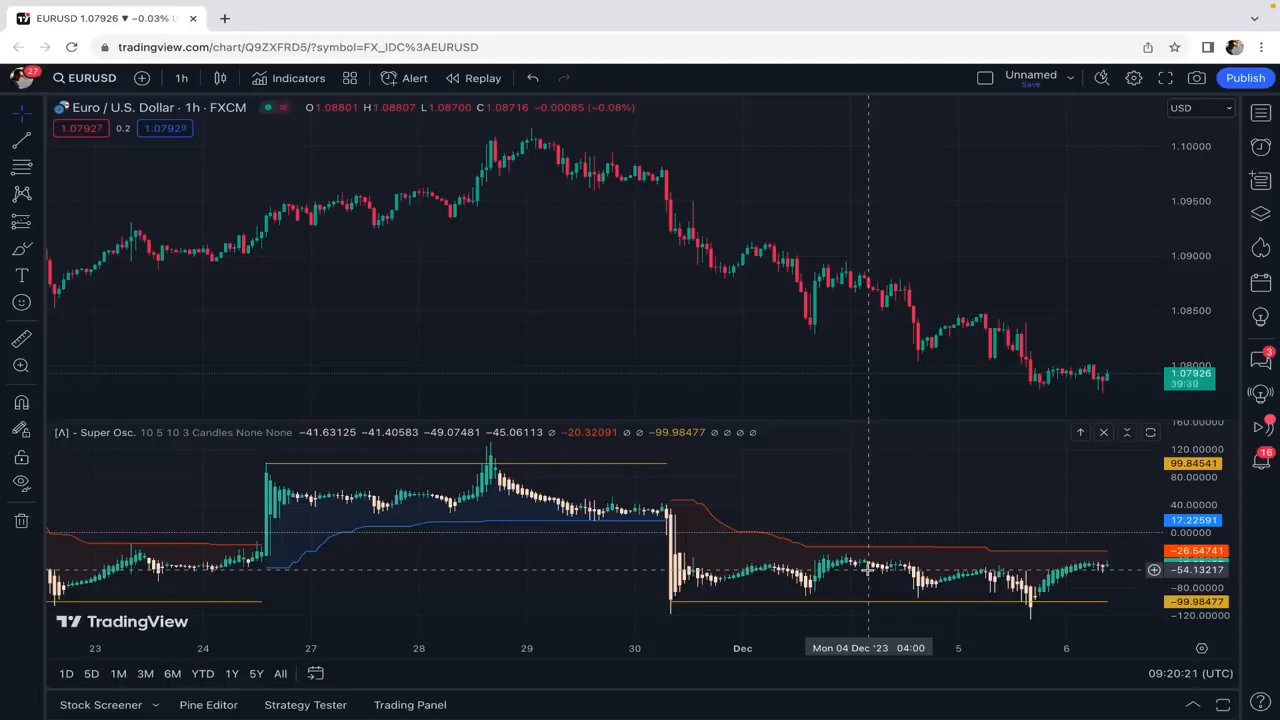 EURUSD 1.07926 ▼ −0.03%
tradingview.com/chart/Q9ZXFRD5/?symbol=FX_IDC%3AEURUSD
27
EURUSD 1h Indicators Alert Replay Unnamed Save Publish
Euro / U.S. Dollar · 1h · FXCM O1.08801 H1.08807 L1.08700 C1.08716 −0.00085 (−0.08%) USD
1.07927 0.2 1.07929
1.10000
1.09500
1.09000
1.08500
1.08000
1.07926
39:30
3
[Λ] - Super Osc. 10 5 10 3 Candles None None −41.63125 −41.40583 −49.07481 −45.06113 ∅ −20.32091 ∅ ∅ −99.98477 ∅ ∅ ∅ ∅
160.00000
120.00000
99.84541
80.00000
40.00000
17.22591
0.00000
−26.54741
−54.13217
−80.00000
−99.98477
−120.00000
16
TradingView
23 24 27 28 29 30 Dec Mon 04 Dec '23 04:00 5 6
1D 5D 1M 3M 6M YTD 1Y 5Y All 09:20:21 (UTC)
Stock Screener Pine Editor Strategy Tester Trading Panel